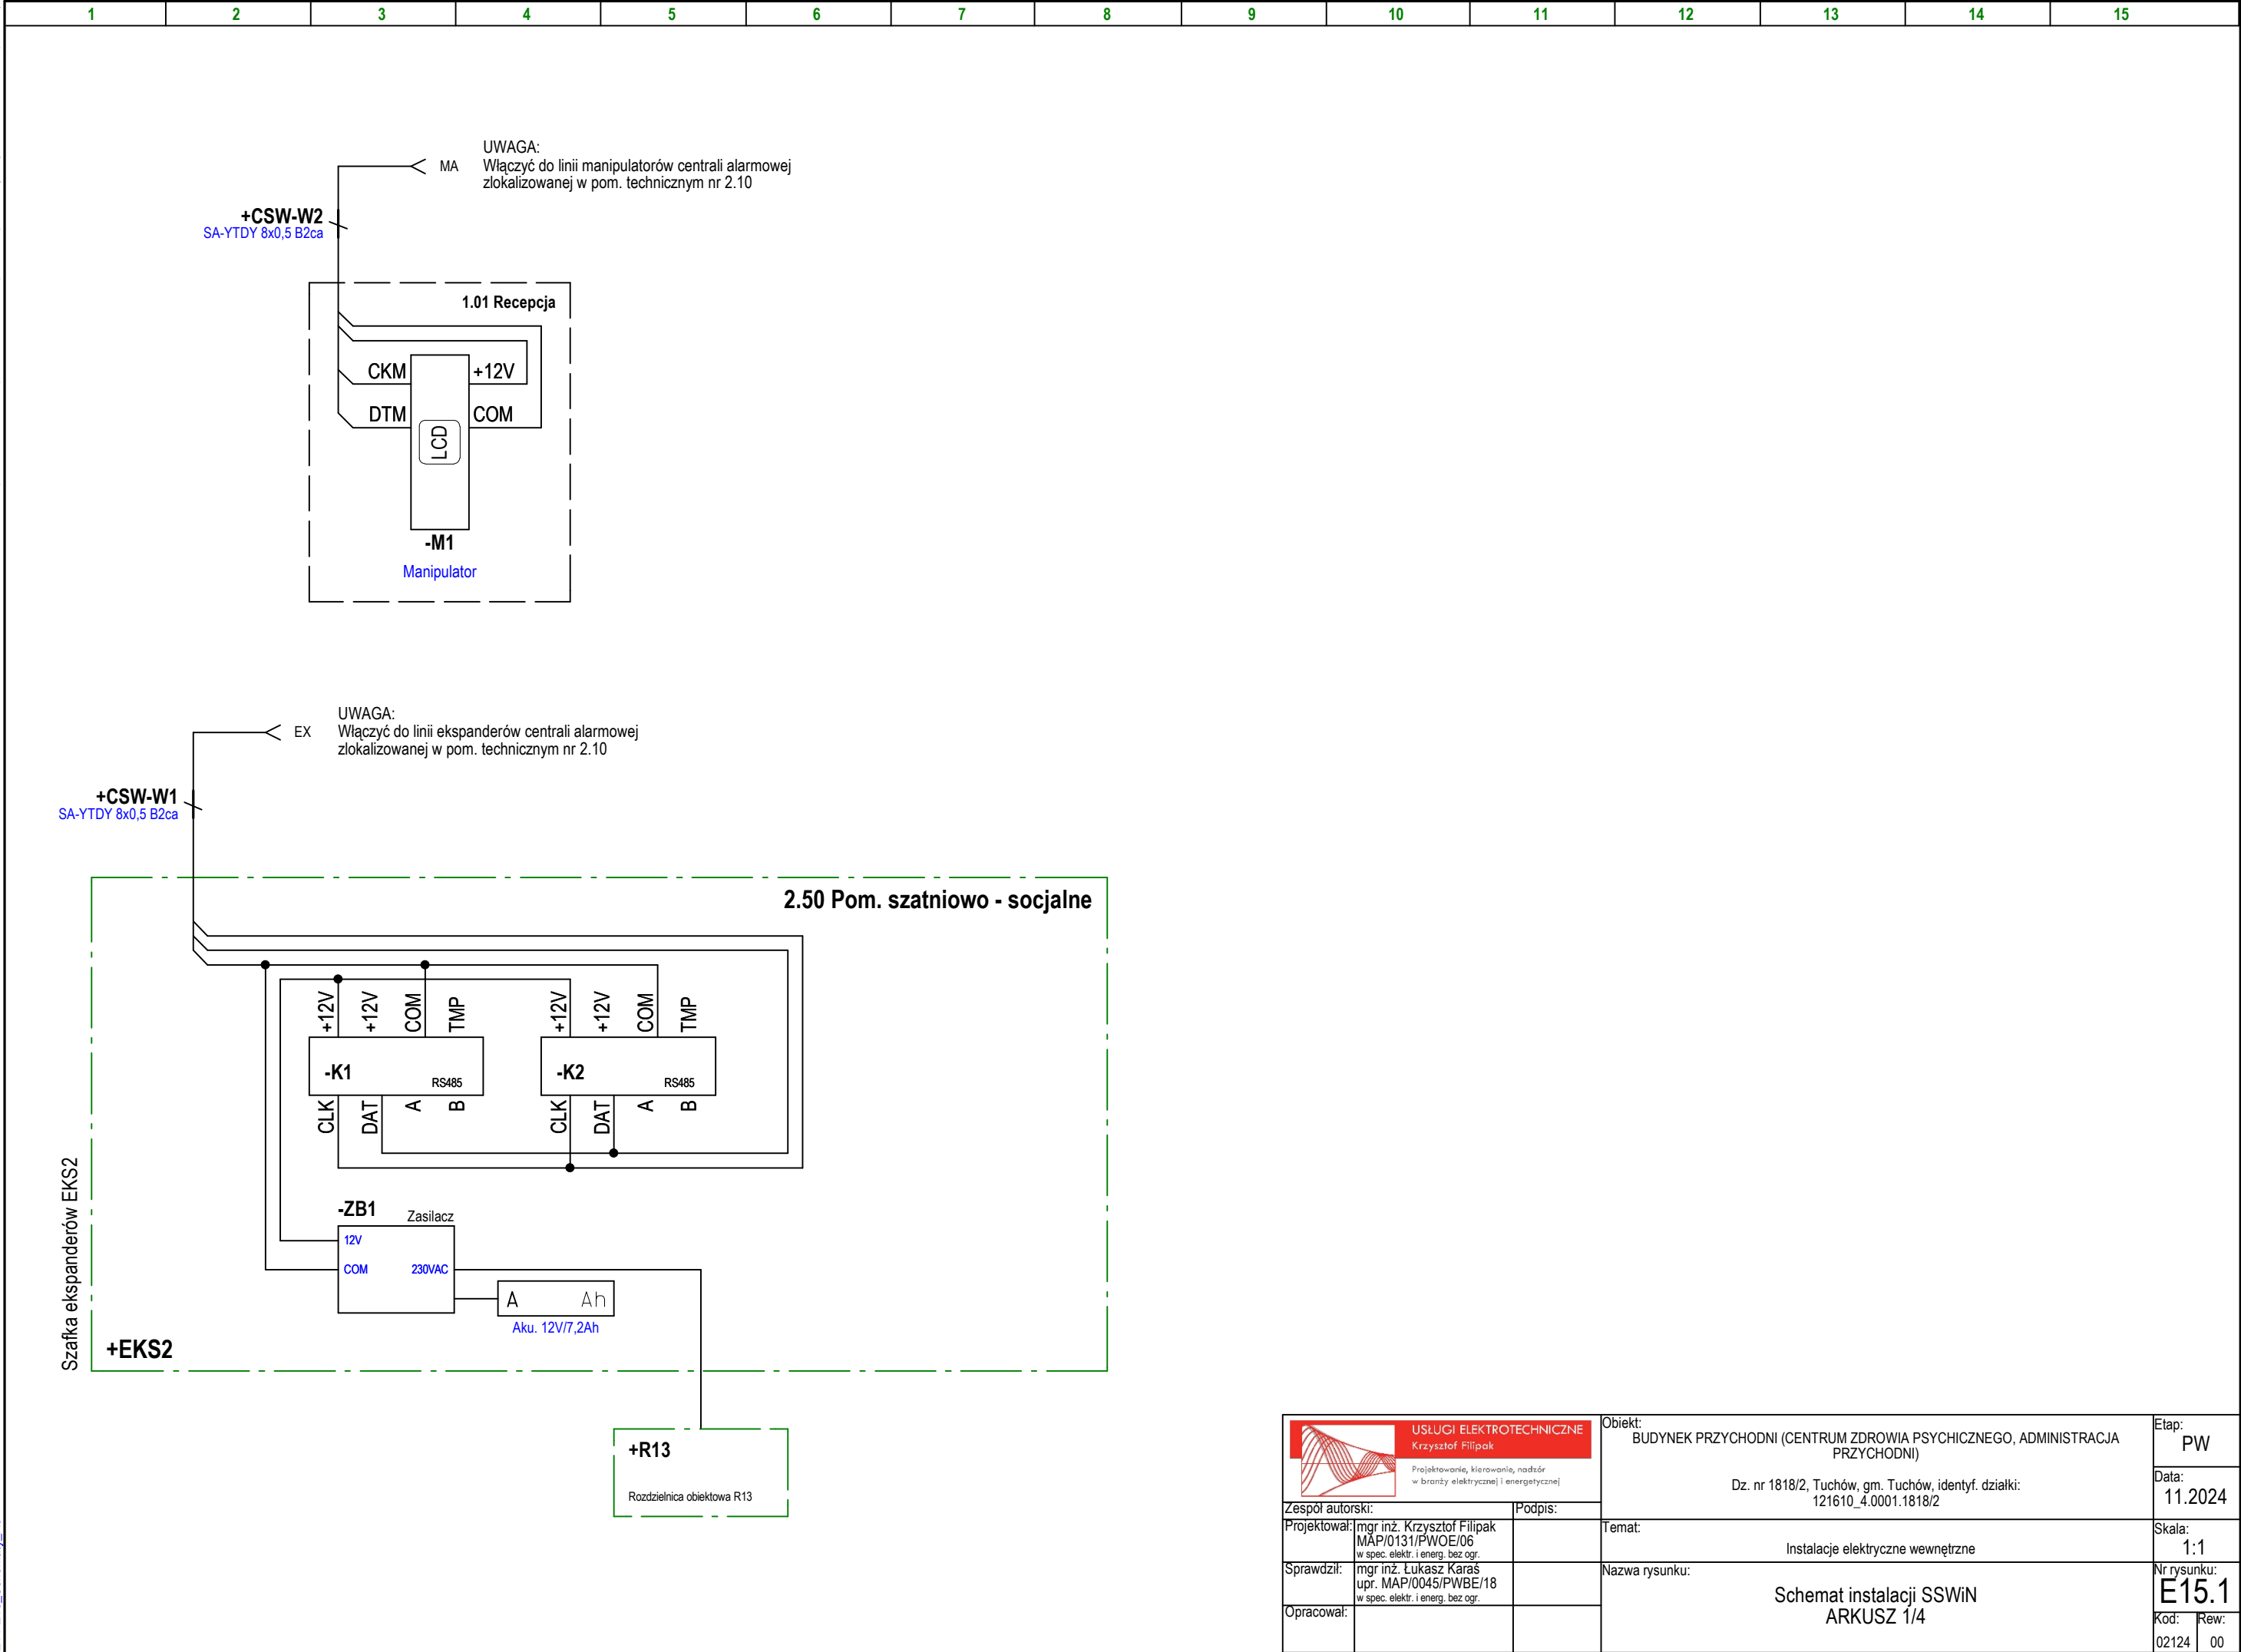 1 2 3 4 5 6 7 8 9 10 11 12 13 14 15
UWAGA:
MA Włączyć do linii manipulatorów centrali alarmowej
zlokalizowanej w pom. technicznym nr 2.10
+CSW-W2
SA-YTDY 8x0,5 B2ca
1.01 Recepcja
CKM +12V
DTM COM
LCD
-M1
Manipulator
UWAGA:
EX Włączyć do linii ekspanderów centrali alarmowej
zlokalizowanej w pom. technicznym nr 2.10
+CSW-W1
SA-YTDY 8x0,5 B2ca
2.50 Pom. szatniowo - socjalne
+12V +12V COM TMP +12V +12V COM TMP
-K1 RS485 -K2 RS485
CLK DAT A B CLK DAT A B
Szafka ekspanderów EKS2
-ZB1 Zasilacz
12V
COM 230VAC
A Ah
Aku. 12V/7,2Ah
+EKS2
+R13
Rozdzielnica obiektowa R13
USŁUGI ELEKTROTECHNICZNE
Krzysztof Filipak
Projektowanie, kierowanie, nadzór
w branży elektrycznej i energetycznej
Obiekt:
BUDYNEK PRZYCHODNI (CENTRUM ZDROWIA PSYCHICZNEGO, ADMINISTRACJA
PRZYCHODNI)
Dz. nr 1818/2, Tuchów, gm. Tuchów, identyf. działki:
121610_4.0001.1818/2
Etap:
PW
Data:
11.2024
Zespół autorski: Podpis:
Projektował: mgr inż. Krzysztof Filipak
MAP/0131/PWOE/06
w spec. elektr. i energ. bez ogr.
Temat:
Instalacje elektryczne wewnętrzne
Skala:
1:1
Sprawdził: mgr inż. Łukasz Karaś
upr. MAP/0045/PWBE/18
w spec. elektr. i energ. bez ogr.
Opracował:
Nazwa rysunku:
Schemat instalacji SSWiN
ARKUSZ 1/4
Nr rysunku:
E15.1
Kod: Rew:
02124 00